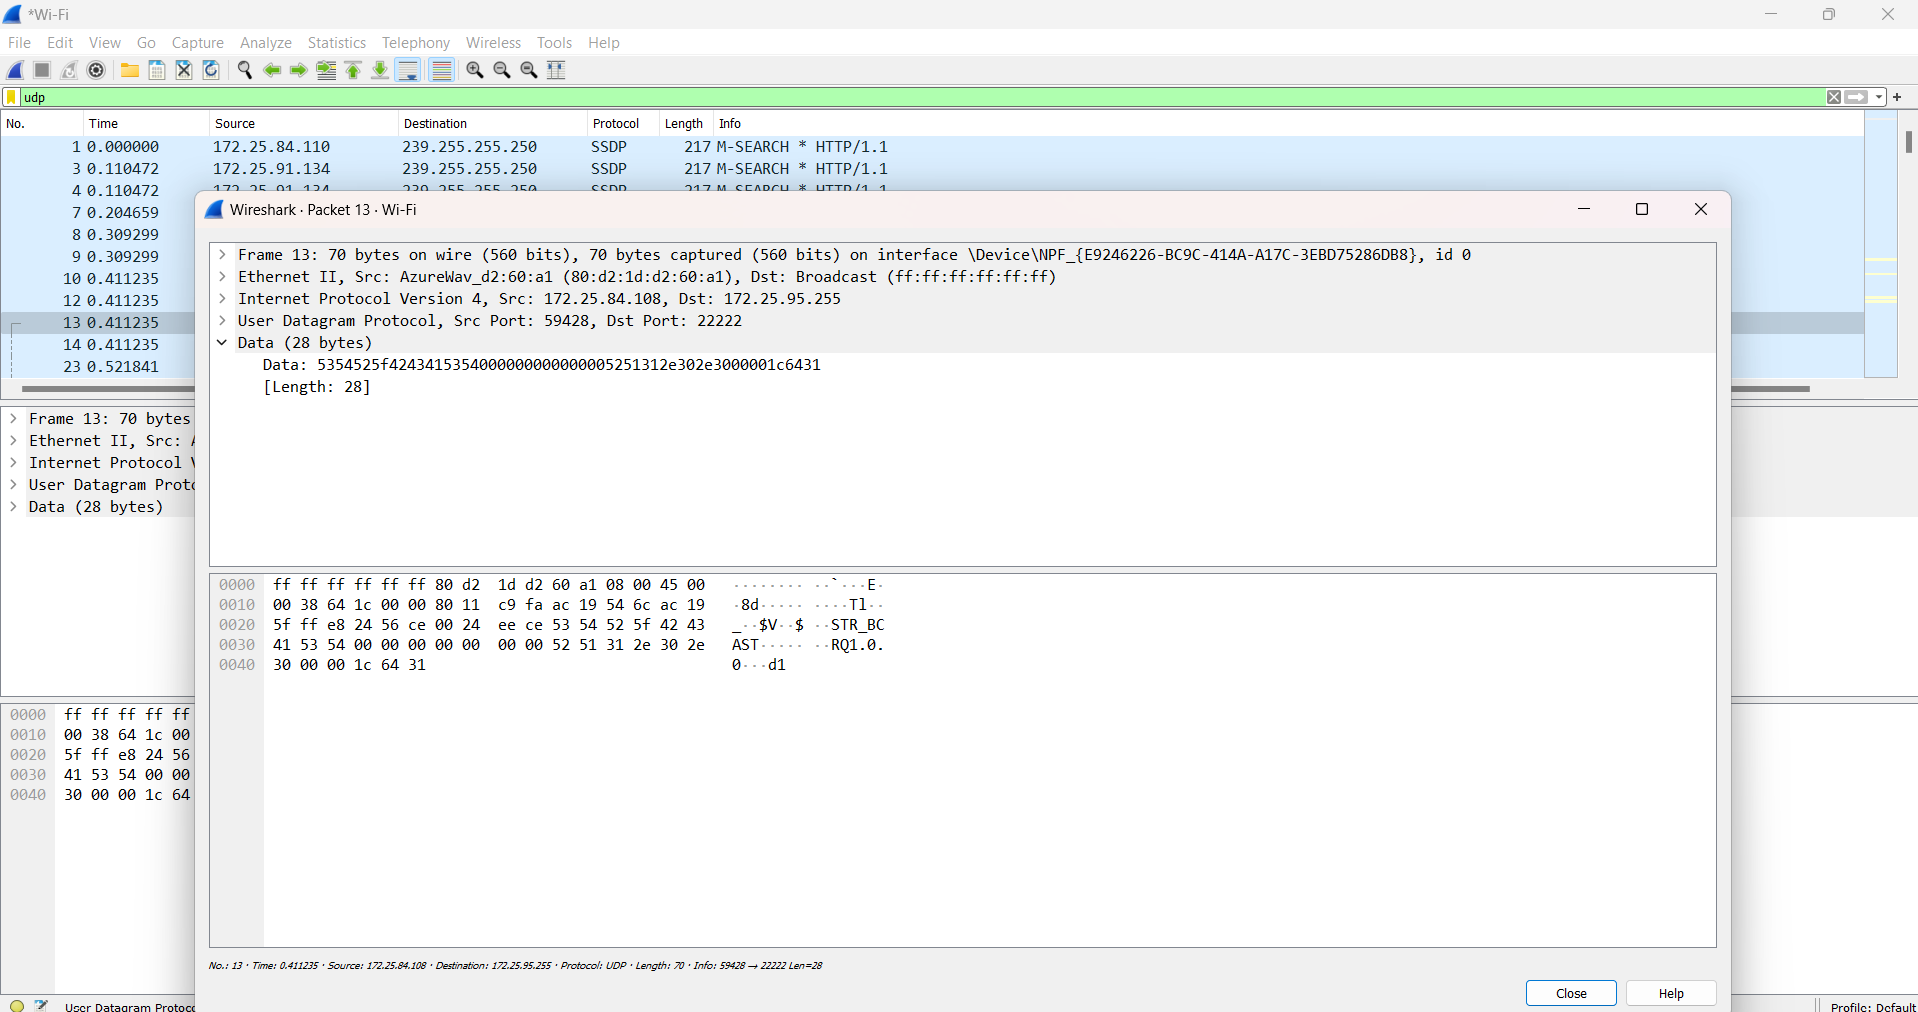 *Wi-Fi
File Edit View Go Capture Analyze Statistics Telephony Wireless Tools Help
udp
No. Time Source Destination Protocol Length Info
1 0.000000 172.25.84.110 239.255.255.250 SSDP 217 M-SEARCH * HTTP/1.1
3 0.110472 172.25.91.134 239.255.255.250 SSDP 217 M-SEARCH * HTTP/1.1
4 0.110472 172.25.91.134 239.255.255.250 SSDP 217 M-SEARCH * HTTP/1.1
7 0.204659
8 0.309299
9 0.309299
10 0.411235
12 0.411235
13 0.411235
14 0.411235
23 0.521841
Wireshark · Packet 13 · Wi-Fi
Frame 13: 70 bytes on wire (560 bits), 70 bytes captured (560 bits) on interface \Device\NPF_{E9246226-BC9C-414A-A17C-3EBD75286DB8}, id 0
Ethernet II, Src: AzureWav_d2:60:a1 (80:d2:1d:d2:60:a1), Dst: Broadcast (ff:ff:ff:ff:ff:ff)
Internet Protocol Version 4, Src: 172.25.84.108, Dst: 172.25.95.255
User Datagram Protocol, Src Port: 59428, Dst Port: 22222
Data (28 bytes)
Data: 5354525f4243415354000000000000005251312e302e3000001c6431
[Length: 28]
0000 ff ff ff ff ff ff 80 d2 1d d2 60 a1 08 00 45 00 ········ ··`···E·
0010 00 38 64 1c 00 00 80 11 c9 fa ac 19 54 6c ac 19 ·8d····· ····Tl··
0020 5f ff e8 24 56 ce 00 24 ee ce 53 54 52 5f 42 43 _··$V··$ ··STR_BC
0030 41 53 54 00 00 00 00 00 00 00 52 51 31 2e 30 2e AST····· ··RQ1.0.
0040 30 00 00 1c 64 31 0···d1
No.: 13 · Time: 0.411235 · Source: 172.25.84.108 · Destination: 172.25.95.255 · Protocol: UDP · Length: 70 · Info: 59428 → 22222 Len=28
Close Help
Frame 13: 70 bytes
Ethernet II, Src:
Internet Protocol
User Datagram Proto
Data (28 bytes)
0000 ff ff ff ff ff
0010 00 38 64 1c 00
0020 5f ff e8 24 56
0030 41 53 54 00 00
0040 30 00 00 1c 64
User Datagram Protoco
Profile: Default